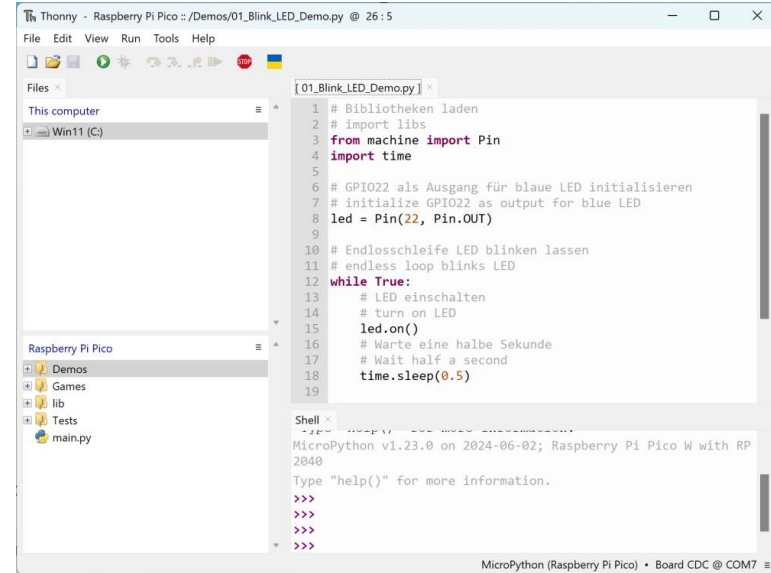 Thonny - Raspberry Pi Pico :: /Demos/01_Blink_LED_Demo.py @ 26 : 5
File Edit View Run Tools Help
STOP
Files
This computer
Win11 (C:)
Raspberry Pi Pico
Demos
Games
lib
Tests
main.py
[ 01_Blink_LED_Demo.py ]
1 # Bibliotheken laden
2 # import libs
3 from machine import Pin
4 import time
5
6 # GPIO22 als Ausgang für blaue LED initialisieren
7 # initialize GPIO22 as output for blue LED
8 led = Pin(22, Pin.OUT)
9
10 # Endlosschleife LED blinken lassen
11 # endless loop blinks LED
12 while True:
13 # LED einschalten
14 # turn on LED
15 led.on()
16 # Warte eine halbe Sekunde
17 # Wait half a second
18 time.sleep(0.5)
19
Shell
Type "help()" for more information.
MicroPython v1.23.0 on 2024-06-02; Raspberry Pi Pico W with RP
2040
Type "help()" for more information.
>>>
>>>
>>>
>>>
MicroPython (Raspberry Pi Pico) • Board CDC @ COM7